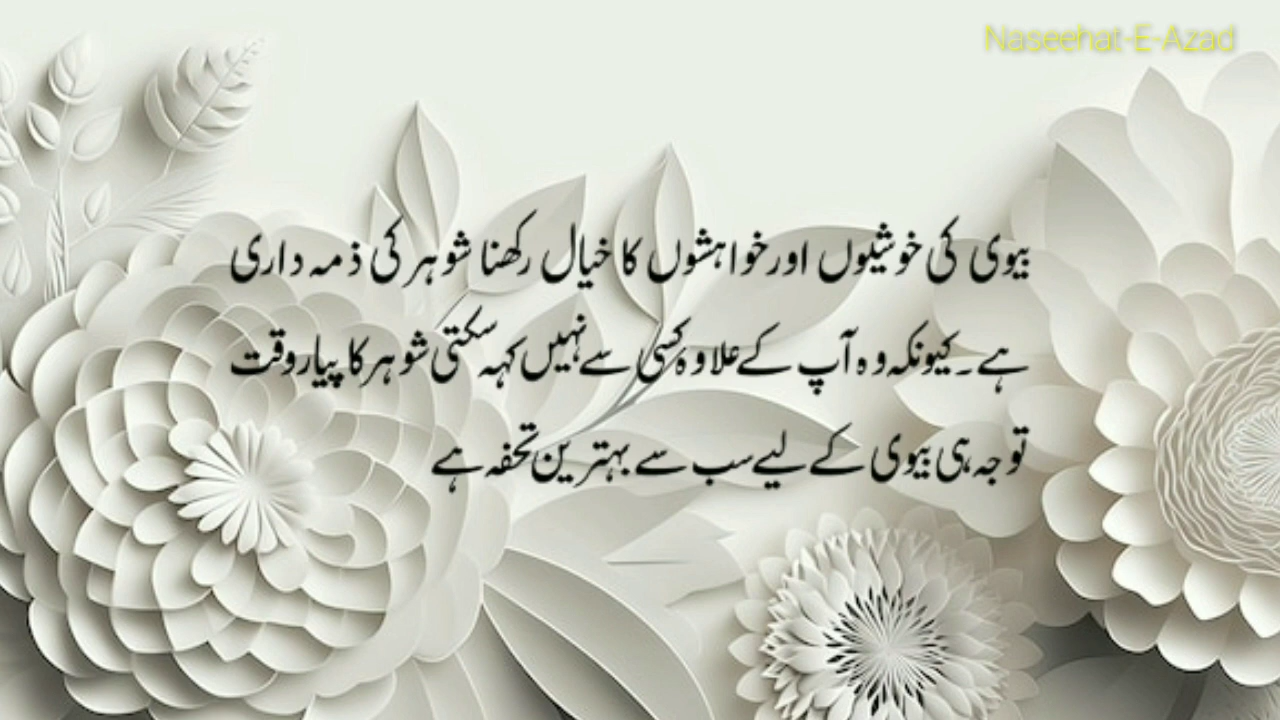 Naseehat-E-Azad
بیوی کی خوشیوں اور خواہشوں کا خیال رکھنا شوہر کی ذمہ داری
ہے۔ کیونکہ وہ آپ کے علاوہ کسی سے نہیں کہہ سکتی شوہر کا پیار وقت
توجہ ہی بیوی کے لیے سب سے بہترین تحفہ ہے